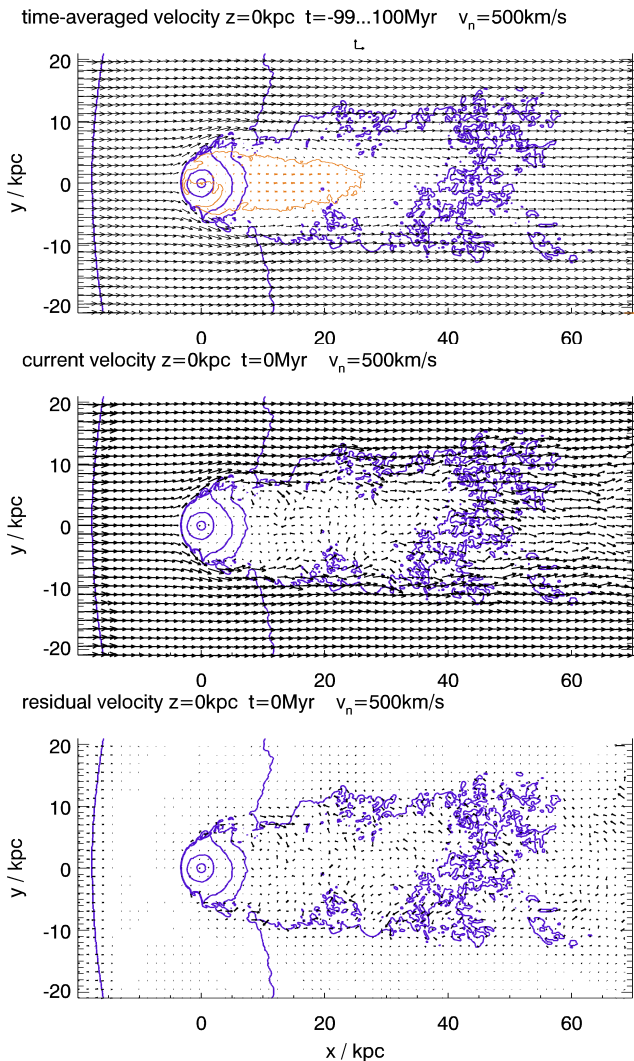 time-averaged velocity z=0kpc t=-99...100Myr v_n=500km/s
20
10
0
-10
-20
y / kpc
0 20 40 60
current velocity z=0kpc t=0Myr v_n=500km/s
20
10
0
-10
-20
y / kpc
0 20 40 60
residual velocity z=0kpc t=0Myr v_n=500km/s
20
10
0
-10
-20
y / kpc
0 20 40 60
x / kpc